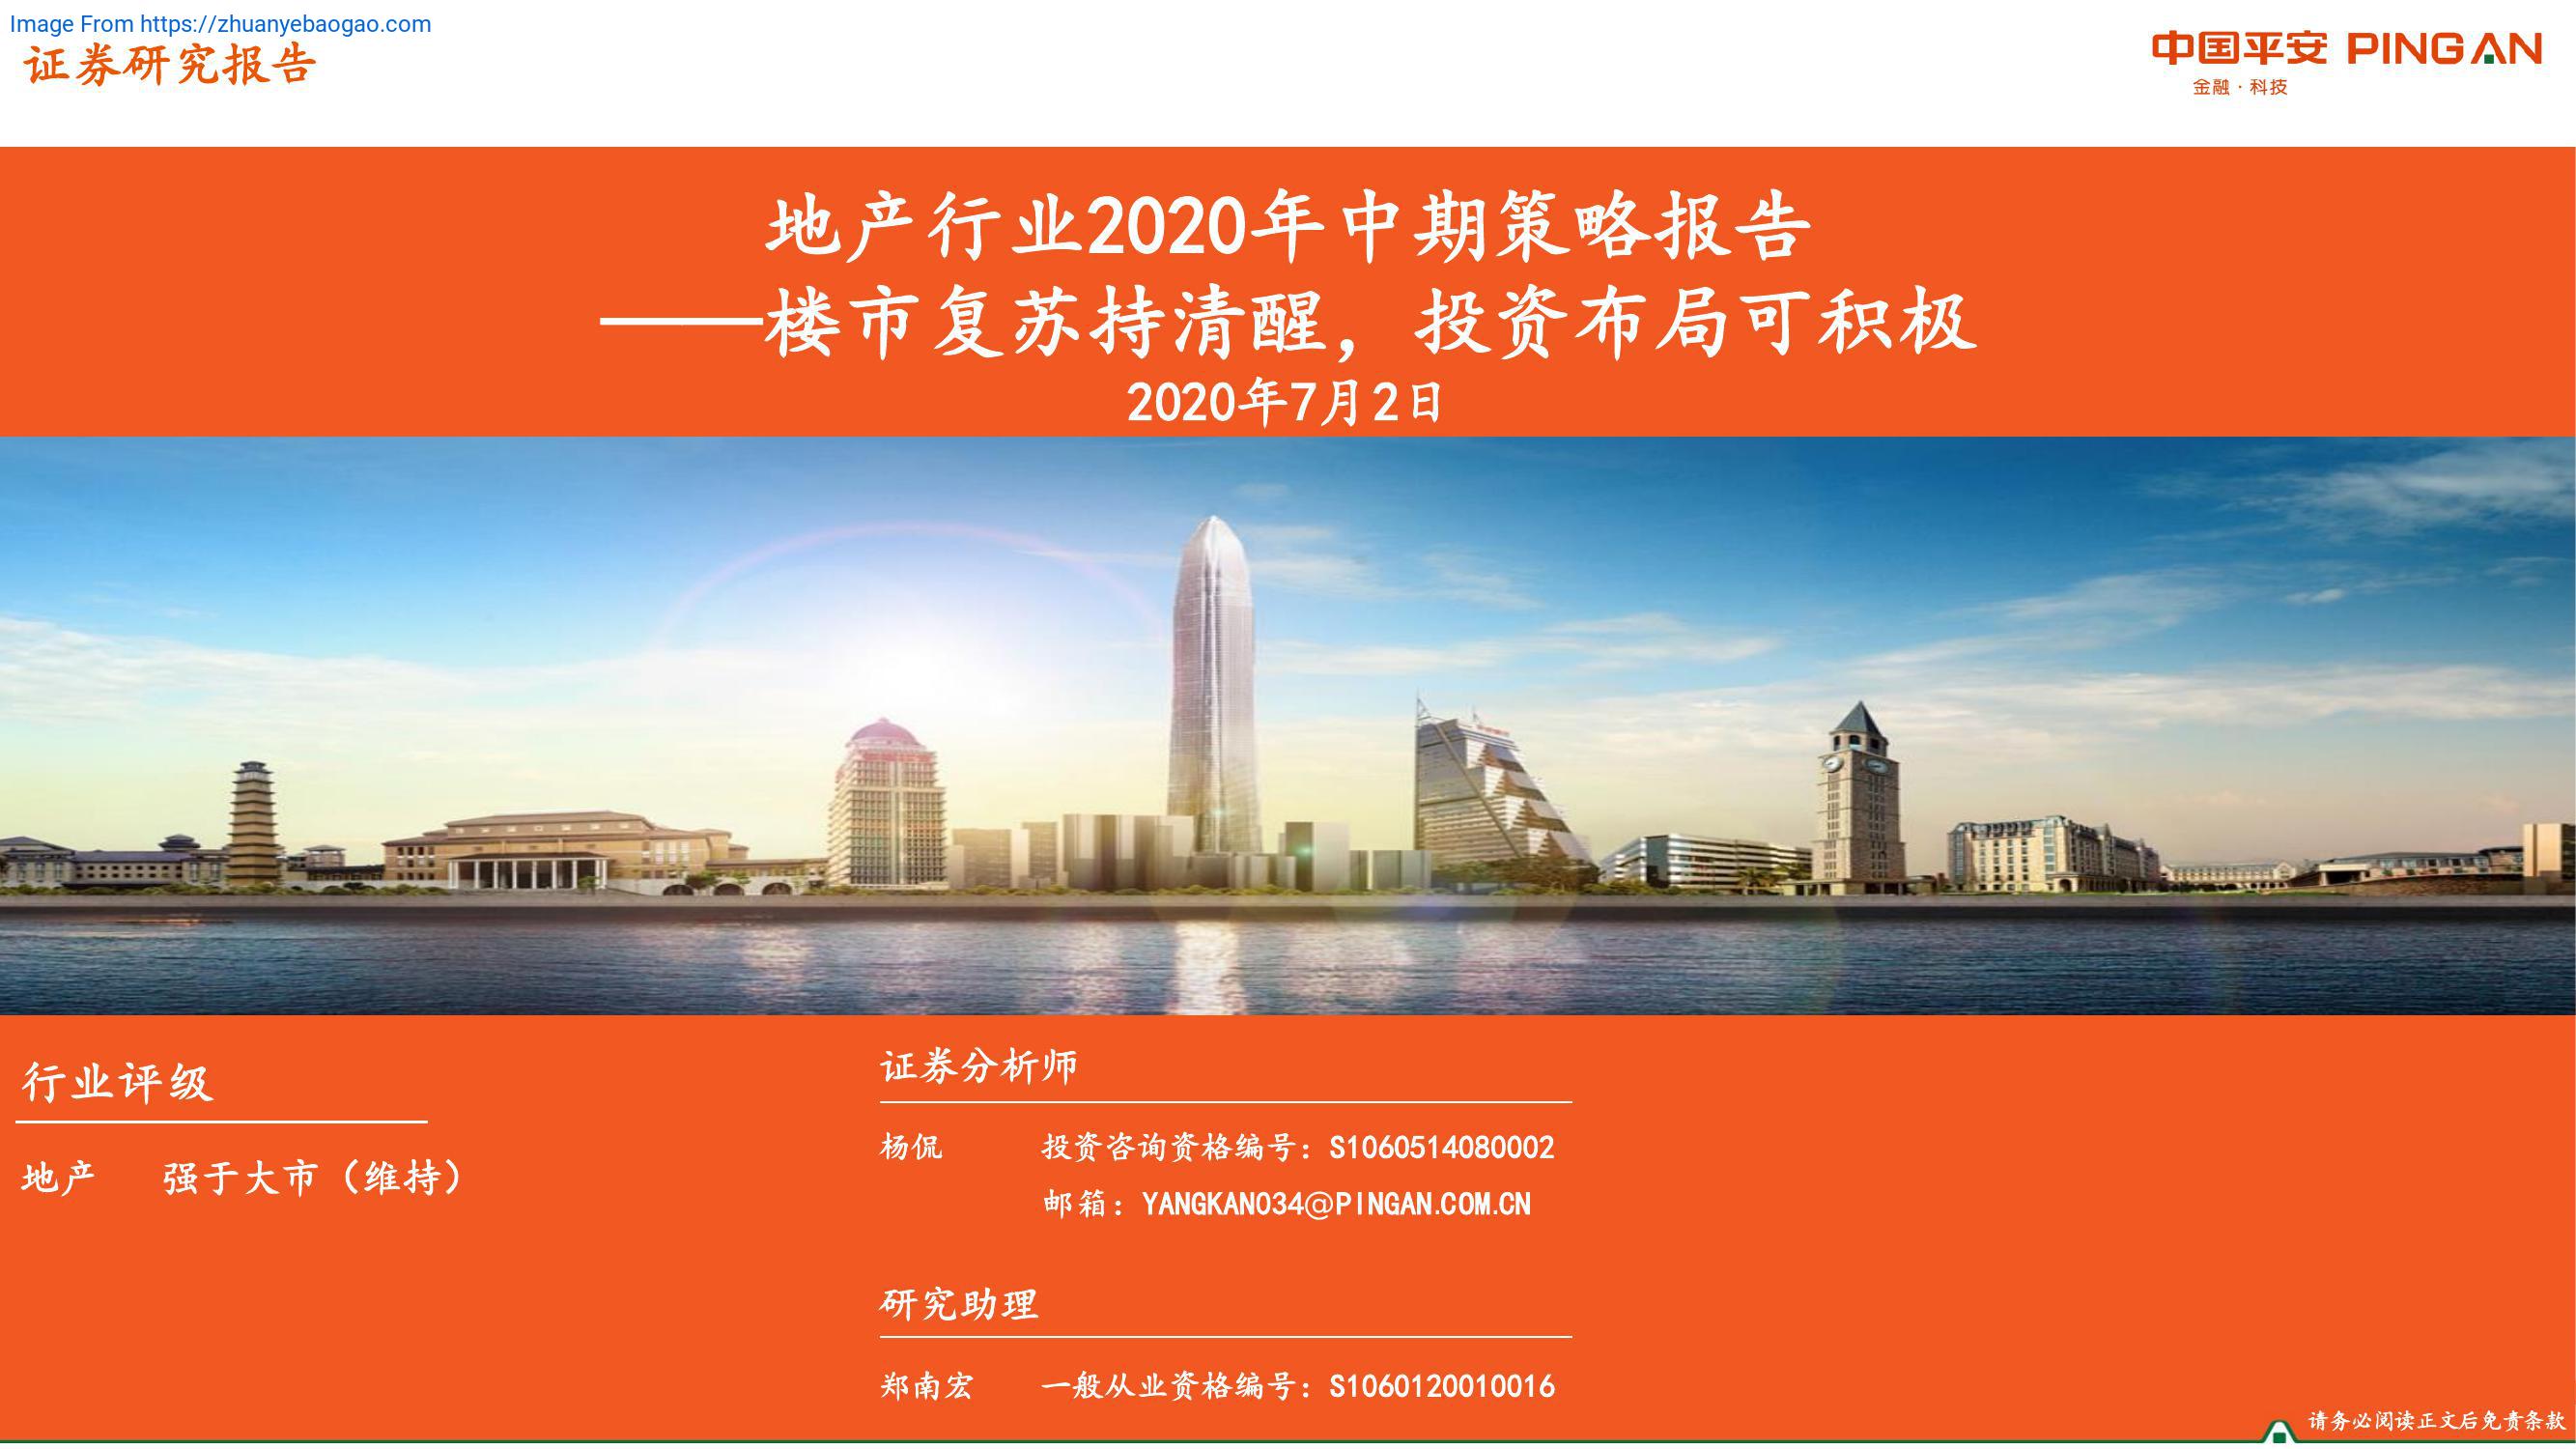 Image From https://zhuanyebaogao.com
证券研究报告
中国平安 PINGAN
金融·科技
地产行业2020年中期策略报告
——楼市复苏持清醒，投资布局可积极
2020年7月2日
行业评级
地产 强于大市（维持）
证券分析师
杨侃 投资咨询资格编号：S1060514080002
邮箱：YANGKAN034@PINGAN.COM.CN
研究助理
郑南宏 一般从业资格编号：S1060120010016
请务必阅读正文后免责条款